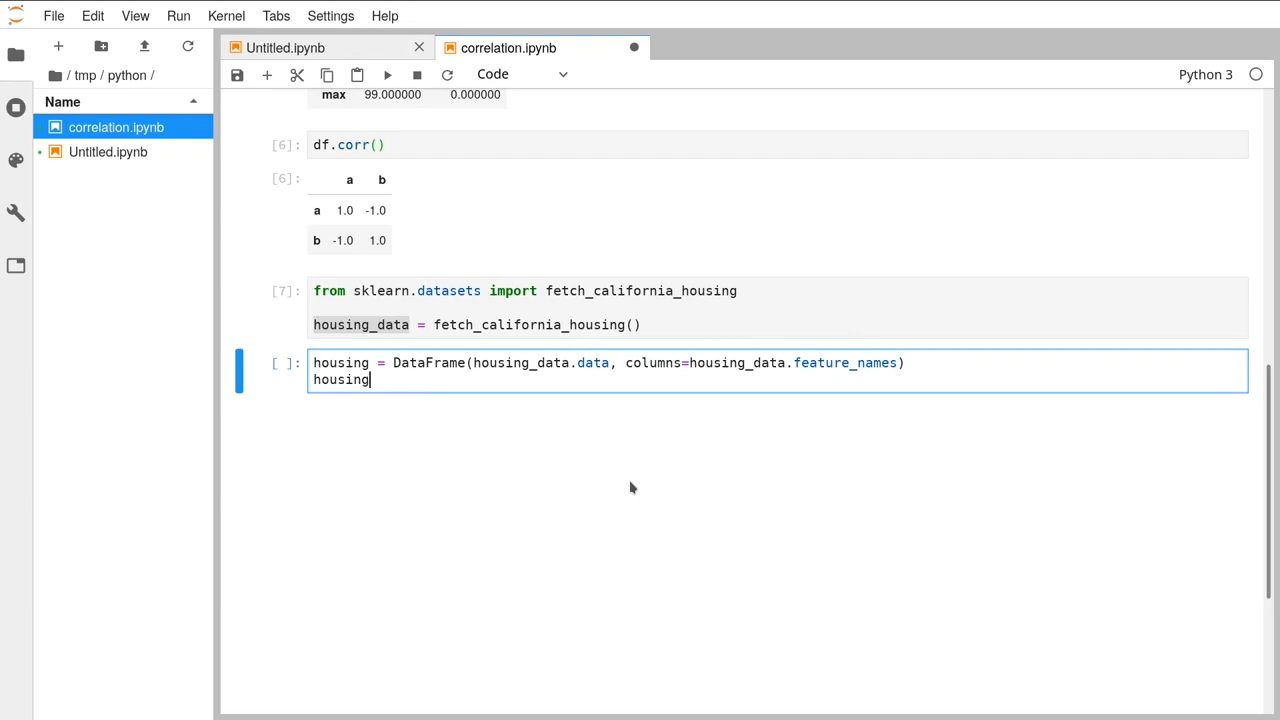 File Edit View Run Kernel Tabs Settings Help
Untitled.ipynb
correlation.ipynb
Code
Python 3
/ tmp / python /
Name
correlation.ipynb
Untitled.ipynb
max 99.000000 0.000000
[6]: df.corr()
[6]: a b
a 1.0 -1.0
b -1.0 1.0
[7]: from sklearn.datasets import fetch_california_housing
housing_data = fetch_california_housing()
[ ]: housing = DataFrame(housing_data.data, columns=housing_data.feature_names)
housing